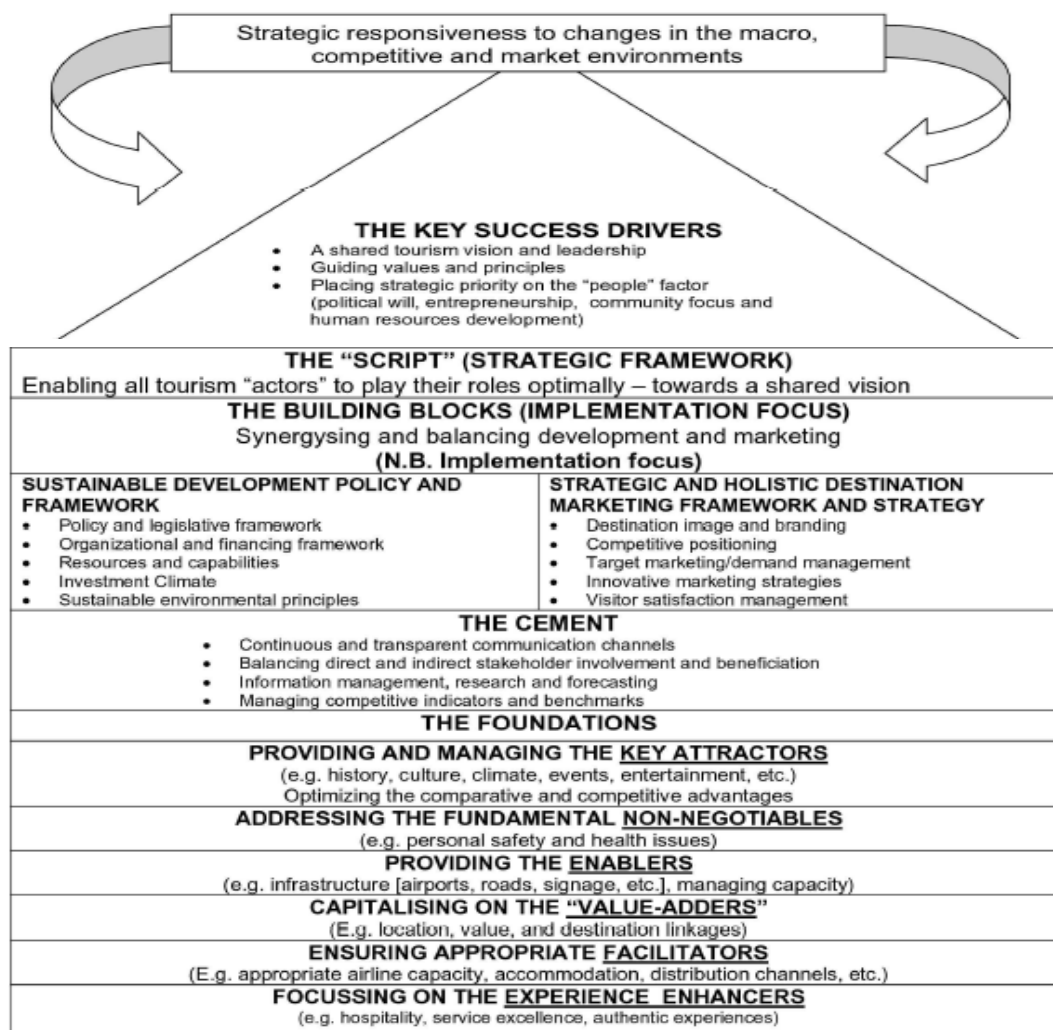 Strategic responsiveness to changes in the macro,
competitive and market environments
THE KEY SUCCESS DRIVERS
• A shared tourism vision and leadership
• Guiding values and principles
• Placing strategic priority on the “people” factor
(political will, entrepreneurship, community focus and
human resources development)
THE “SCRIPT” (STRATEGIC FRAMEWORK)
Enabling all tourism “actors” to play their roles optimally – towards a shared vision
THE BUILDING BLOCKS (IMPLEMENTATION FOCUS)
Synergysing and balancing development and marketing
(N.B. Implementation focus)
SUSTAINABLE DEVELOPMENT POLICY AND
FRAMEWORK
• Policy and legislative framework
• Organizational and financing framework
• Resources and capabilities
• Investment Climate
• Sustainable environmental principles
STRATEGIC AND HOLISTIC DESTINATION
MARKETING FRAMEWORK AND STRATEGY
• Destination image and branding
• Competitive positioning
• Target marketing/demand management
• Innovative marketing strategies
• Visitor satisfaction management
THE CEMENT
• Continuous and transparent communication channels
• Balancing direct and indirect stakeholder involvement and beneficiation
• Information management, research and forecasting
• Managing competitive indicators and benchmarks
THE FOUNDATIONS
PROVIDING AND MANAGING THE KEY ATTRACTORS
(e.g. history, culture, climate, events, entertainment, etc.)
Optimizing the comparative and competitive advantages
ADDRESSING THE FUNDAMENTAL NON-NEGOTIABLES
(e.g. personal safety and health issues)
PROVIDING THE ENABLERS
(e.g. infrastructure [airports, roads, signage, etc.], managing capacity)
CAPITALISING ON THE “VALUE-ADDERS”
(E.g. location, value, and destination linkages)
ENSURING APPROPRIATE FACILITATORS
(E.g. appropriate airline capacity, accommodation, distribution channels, etc.)
FOCUSSING ON THE EXPERIENCE ENHANCERS
(e.g. hospitality, service excellence, authentic experiences)